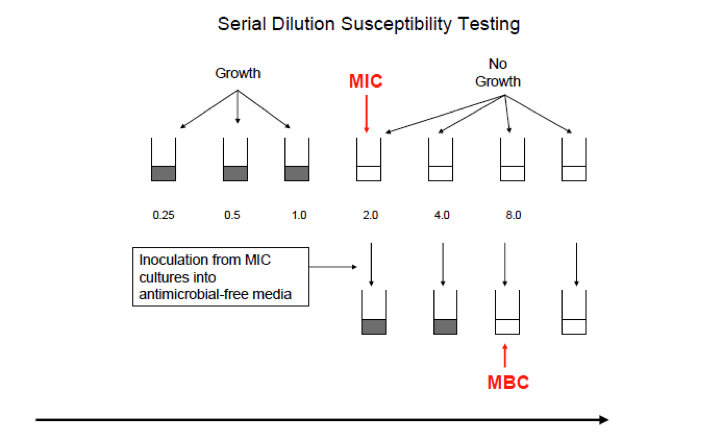 Serial Dilution Susceptibility Testing
Growth
MIC
No
Growth
0.25
0.5
1.0
2.0
4.0
8.0
Inoculation from MIC
cultures into
antimicrobial-free media
MBC